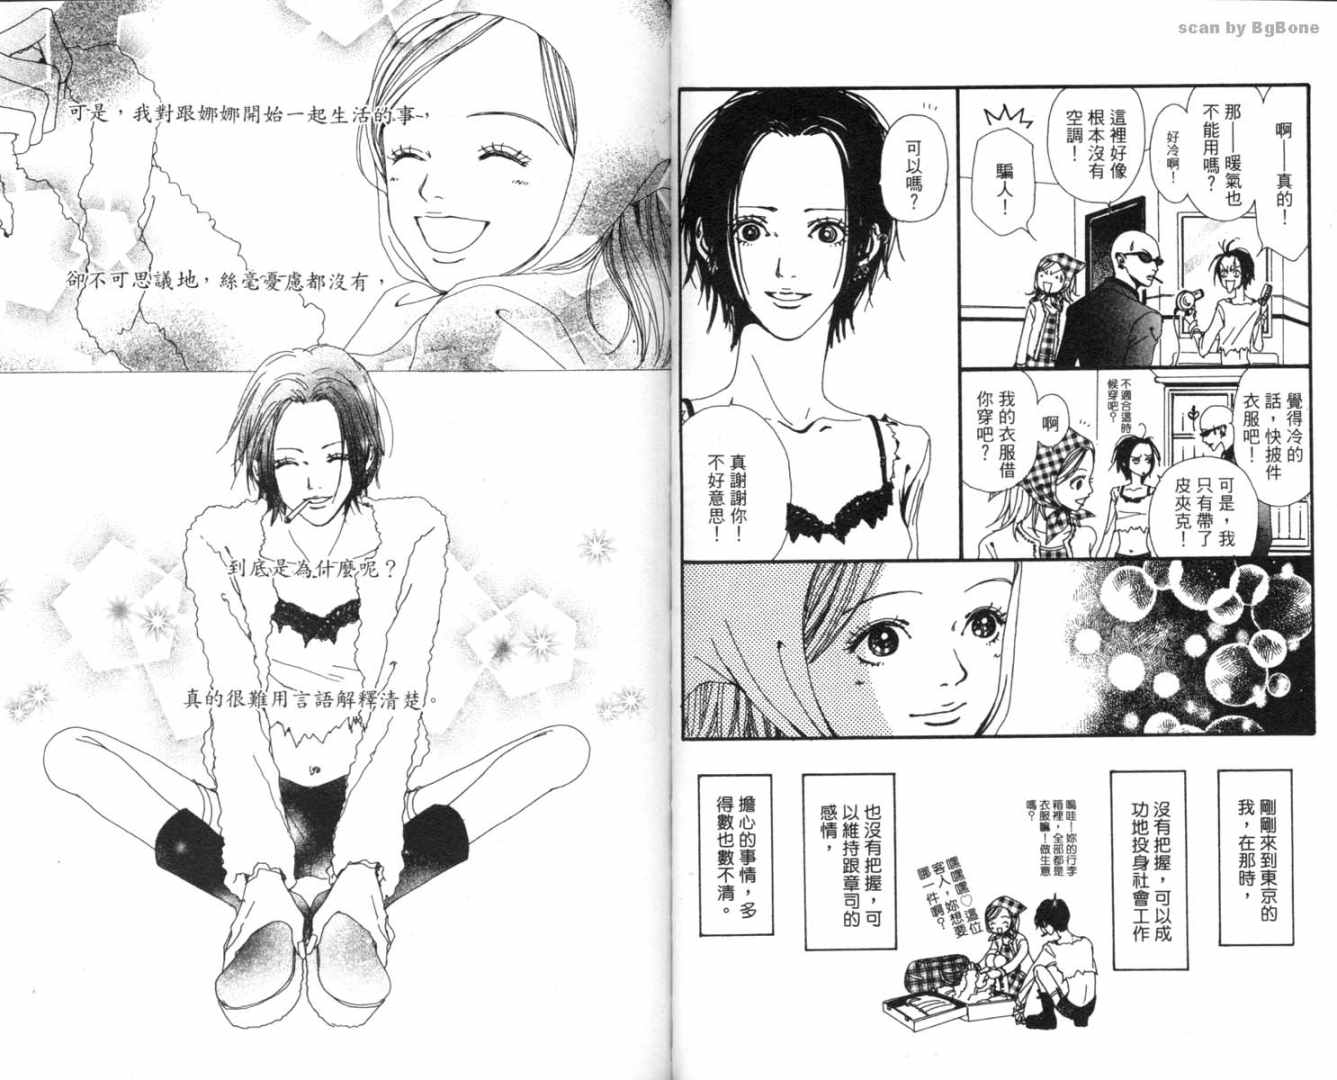 scan by BgBone
啊──真的！
那──暖氣也
不能用嗎？
好冷啊！
這裡好像
根本沒有
空調！
騙人！
覺得冷的
話，快披件
衣服吧！
可是，我
只有帶了
皮夾克！
不適合這時
候穿吧？
啊
我的衣服借
你穿吧？
可以嗎？
真謝謝你！
不好意思！
剛剛來到東京的
我，在那時，
沒有把握，可以成
功地投身社會工作
嗚哇─妳的行李
箱裡，全部都是
衣服嘛！做生意
嗎？
嘿嘿嘿♡這位
客人，妳想要
哪一件啊？
也沒有把握，可
以維持跟章司的
感情，
擔心的事情，多
得數也數不清。
可是，我對跟娜娜開始一起生活的事，
卻不可思議地，絲毫憂慮都沒有，
到底是為什麼呢？
真的很難用言語解釋清楚。